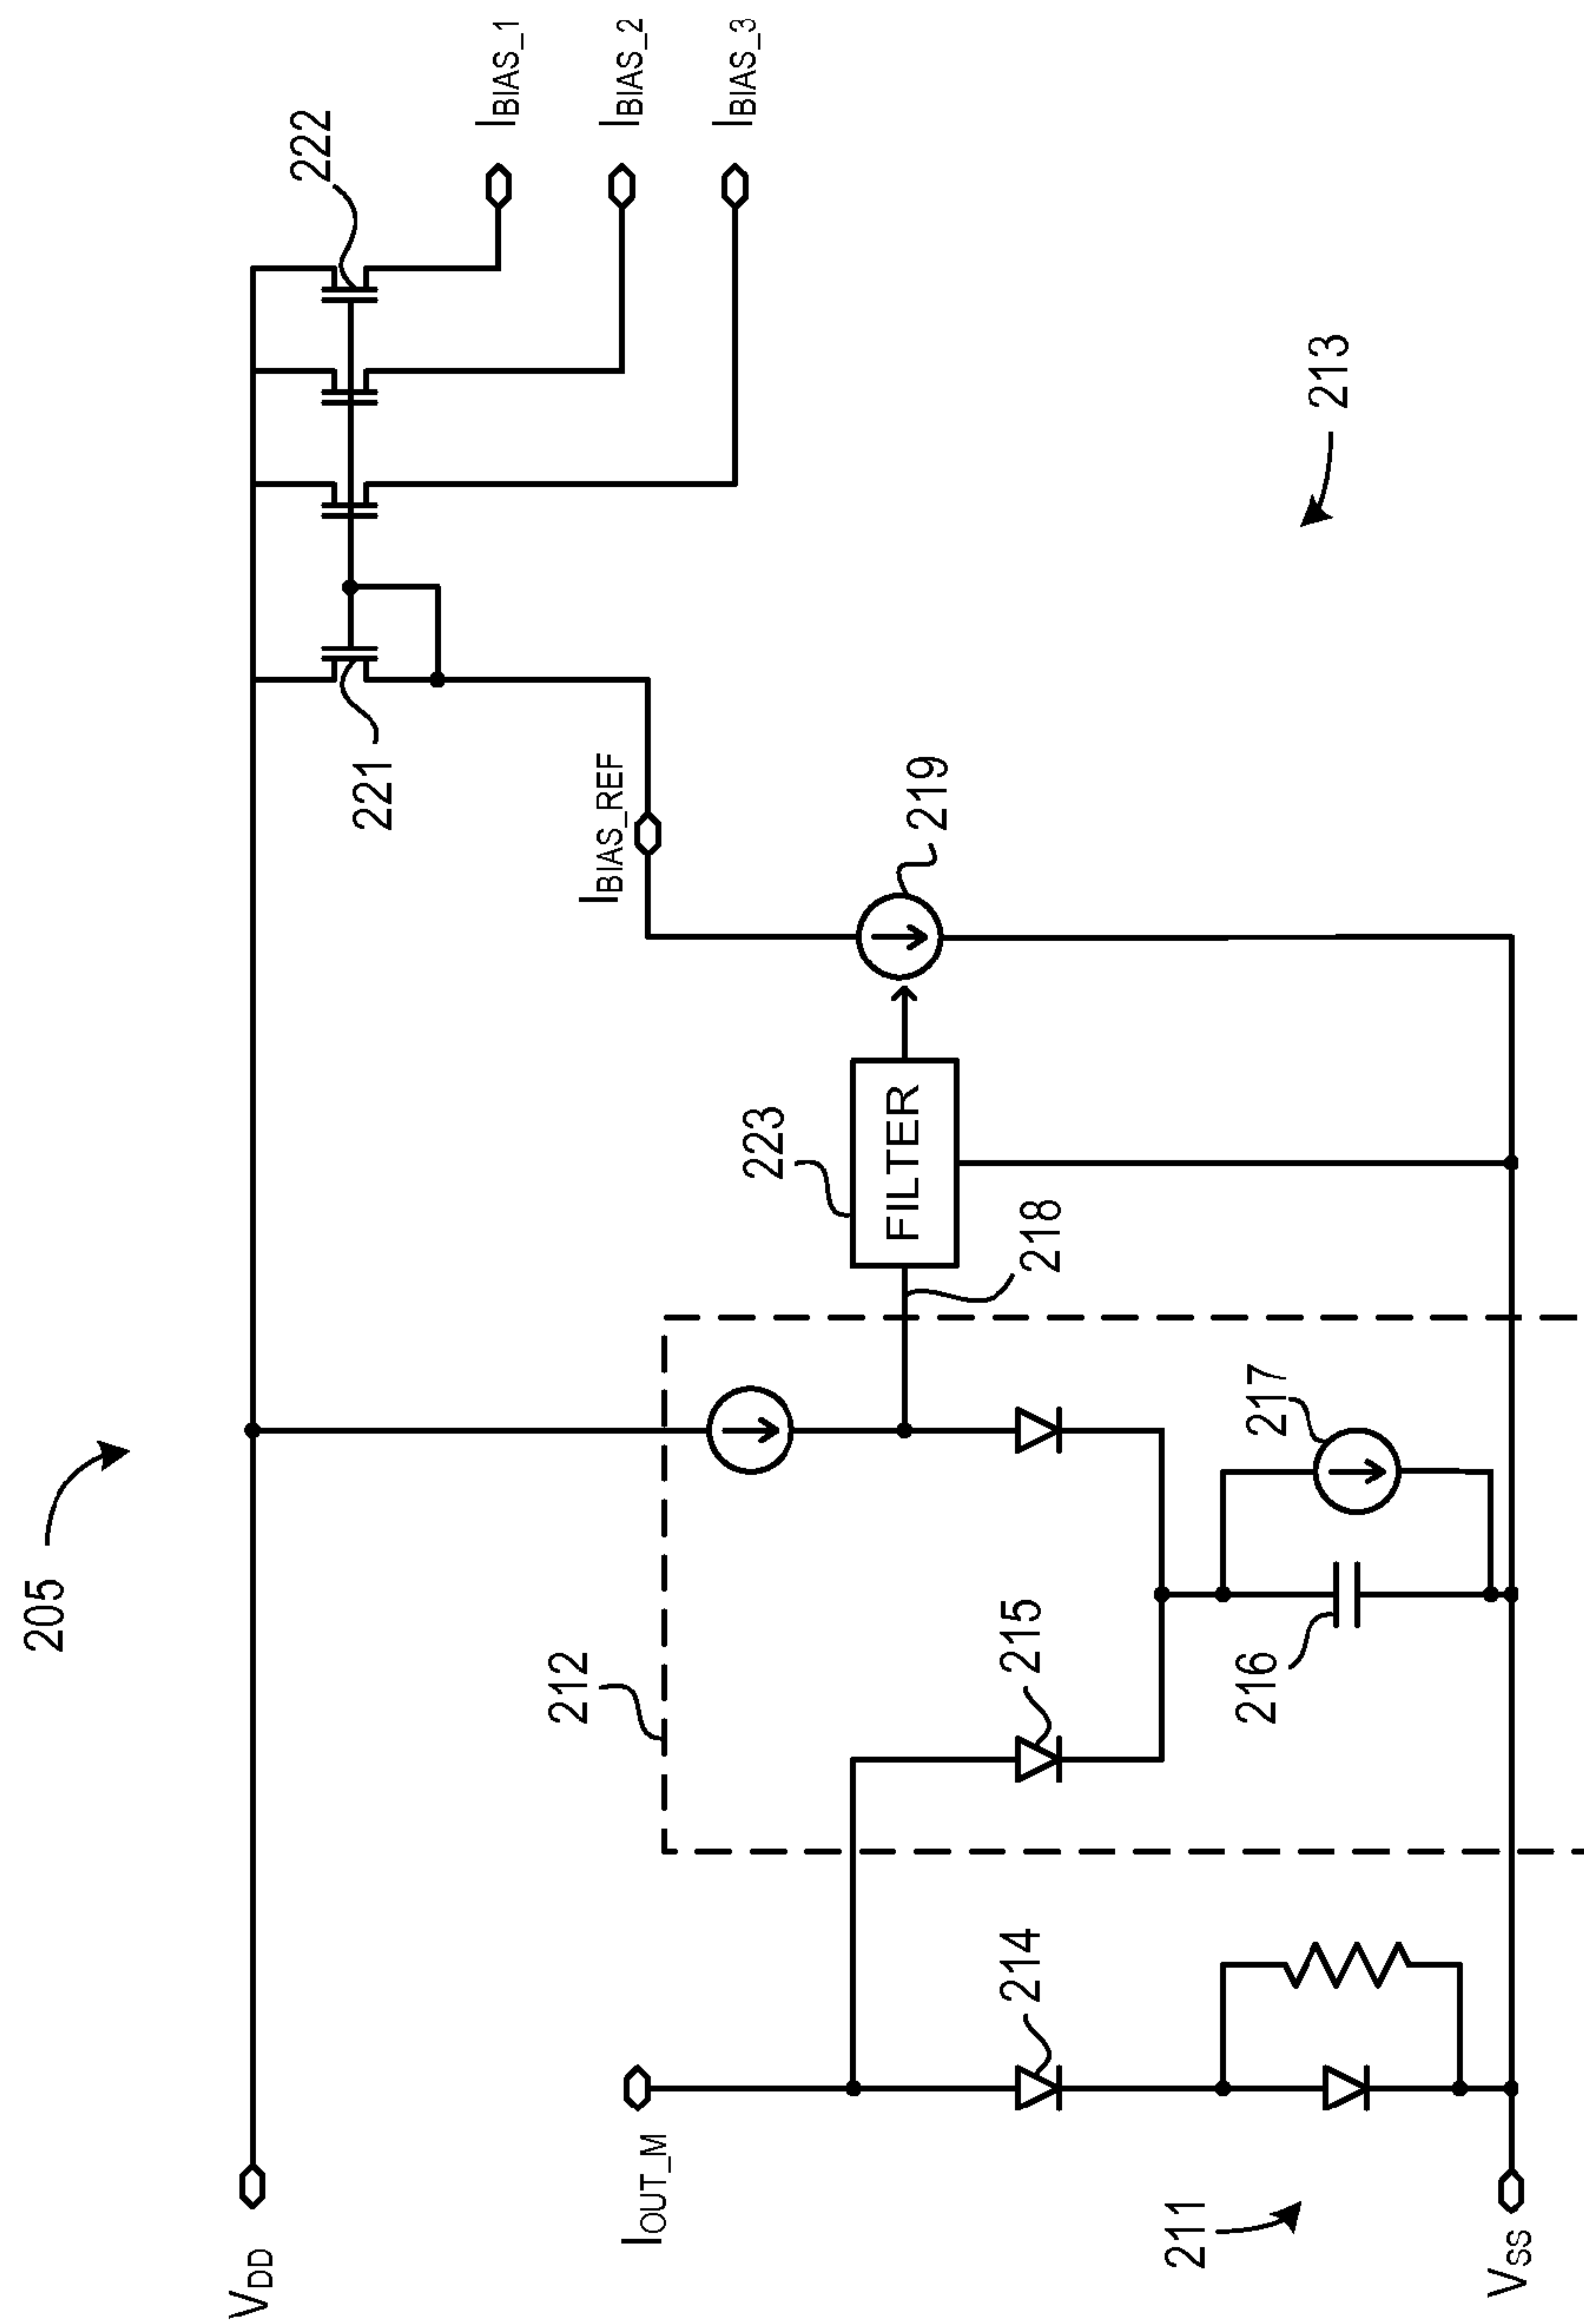 205
V_DD
I_OUT_M
211
V_SS
214
212
215
216
217
218
223
FILTER
219
I_BIAS_REF
221
222
I_BIAS_1
I_BIAS_2
I_BIAS_3
213